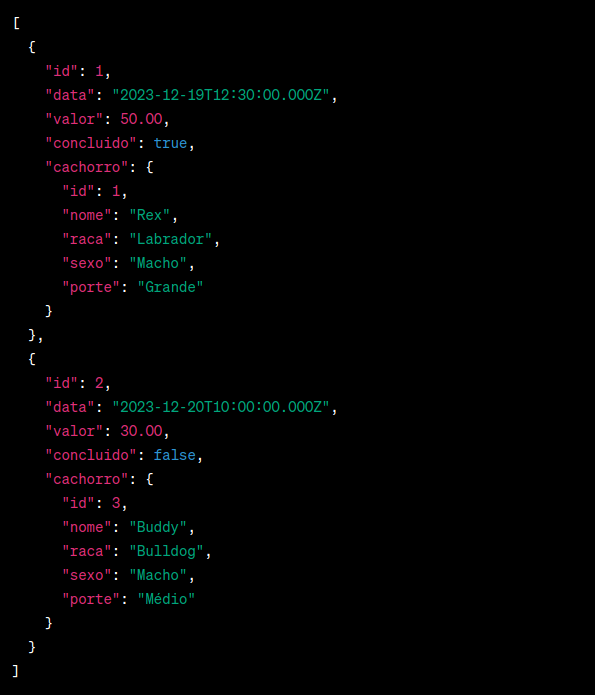 [
  {
    "id": 1,
    "data": "2023-12-19T12:30:00.000Z",
    "valor": 50.00,
    "concluido": true,
    "cachorro": {
      "id": 1,
      "nome": "Rex",
      "raca": "Labrador",
      "sexo": "Macho",
      "porte": "Grande"
    }
  },
  {
    "id": 2,
    "data": "2023-12-20T10:00:00.000Z",
    "valor": 30.00,
    "concluido": false,
    "cachorro": {
      "id": 3,
      "nome": "Buddy",
      "raca": "Bulldog",
      "sexo": "Macho",
      "porte": "Médio"
    }
  }
]